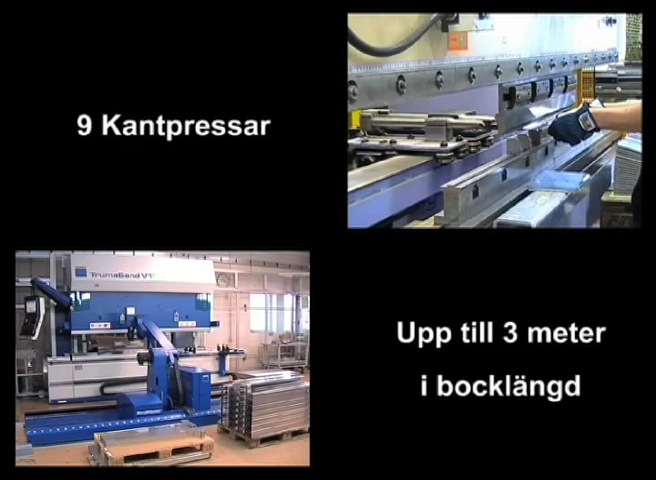 9 Kantpressar
TrumaBend V1
Upp till 3 meter
i bocklängd